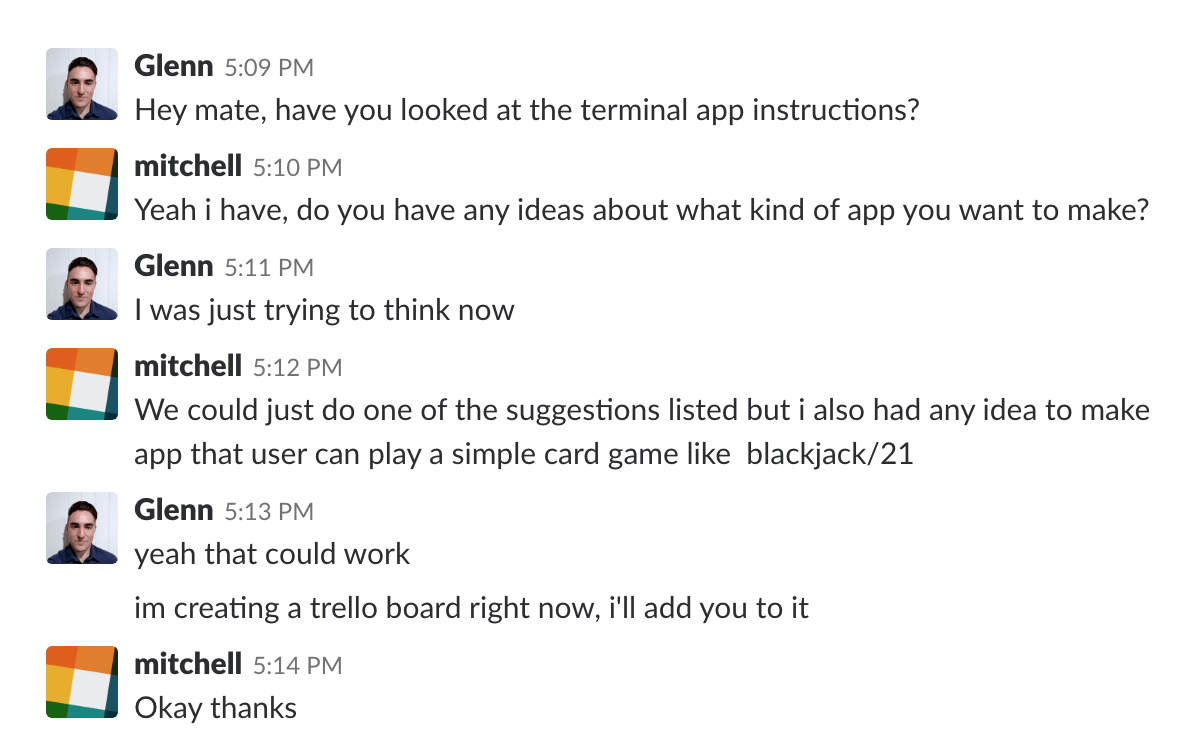 Glenn 5:09 PM
Hey mate, have you looked at the terminal app instructions?
mitchell 5:10 PM
Yeah i have, do you have any ideas about what kind of app you want to make?
Glenn 5:11 PM
I was just trying to think now
mitchell 5:12 PM
We could just do one of the suggestions listed but i also had any idea to make
app that user can play a simple card game like  blackjack/21
Glenn 5:13 PM
yeah that could work
im creating a trello board right now, i'll add you to it
mitchell 5:14 PM
Okay thanks